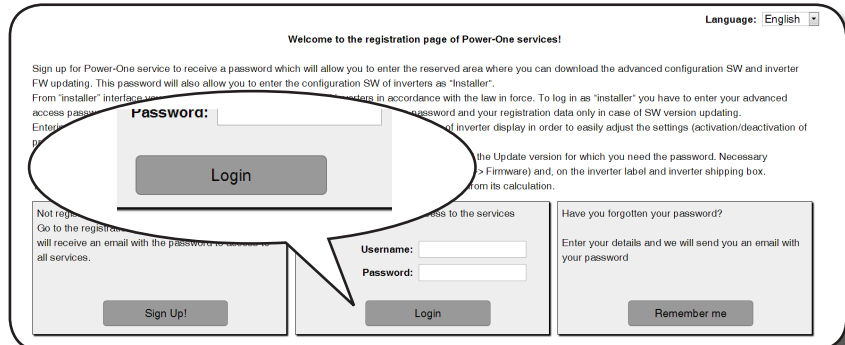 Language: English
Welcome to the registration page of Power-One services!
Sign up for Power-One service to receive a password which will allow you to enter the reserved area where you can download the advanced configuration SW and inverter
FW updating. This password will also allow you to enter the configuration SW of inverters as "Installer".
From "installer" interface in accordance with the law in force. To log in as "installer" you have to enter your advanced
access password and your registration data only in case of SW version updating.
of inverter display in order to easily adjust the settings (activation/deactivation of
the Update version for which you need the password. Necessary
> Firmware) and, on the inverter label and inverter shipping box.
from its calculation.
Password:
Login
Not
Go to the
will receive an email with the password to access to
all services.
Sign Up!
to the services
Username:
Password:
Login
Have you forgotten your password?
Enter your details and we will send you an email with
your password
Remember me